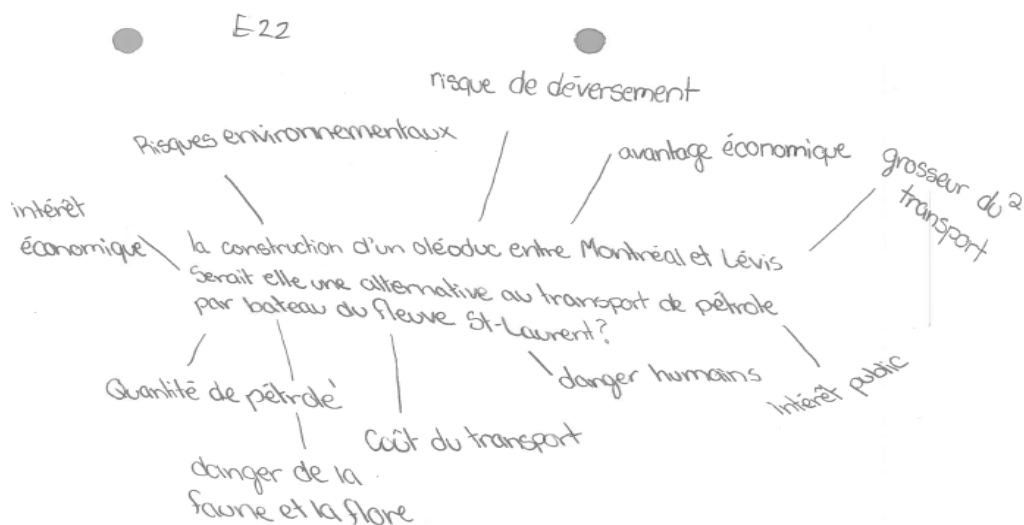 E22
risque de déversement
Risques environnementaux
avantage économique
grosseur du 2
transport
intérêt
économique
la construction d'un oléoduc entre Montréal et Lévis
Serait elle une alternative au transport de pétrole
par bateau du fleuve St-Laurent?
Quantité de pétrole
danger humains
Intérêt public
Coût du transport
danger de la
faune et la flore